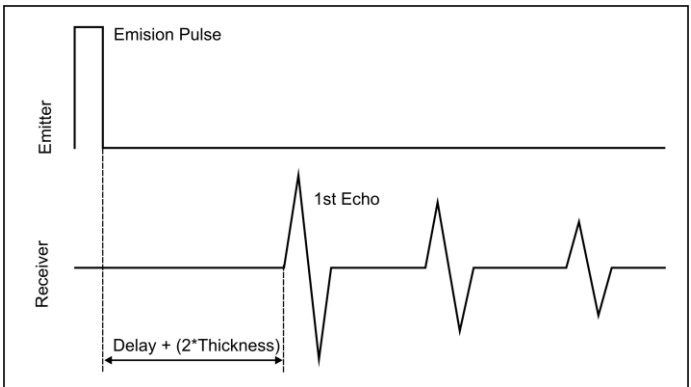 Emision Pulse
Emitter
1st Echo
Receiver
Delay + (2*Thickness)